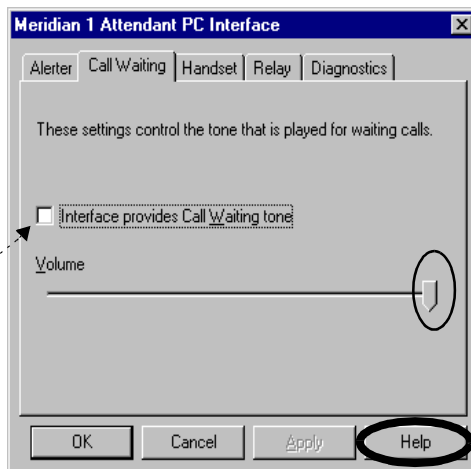 Meridian 1 Attendant PC Interface
Alerter Call Waiting Handset Relay Diagnostics
These settings control the tone that is played for waiting calls.
Interface provides Call Waiting tone
Volume
OK Cancel Apply Help